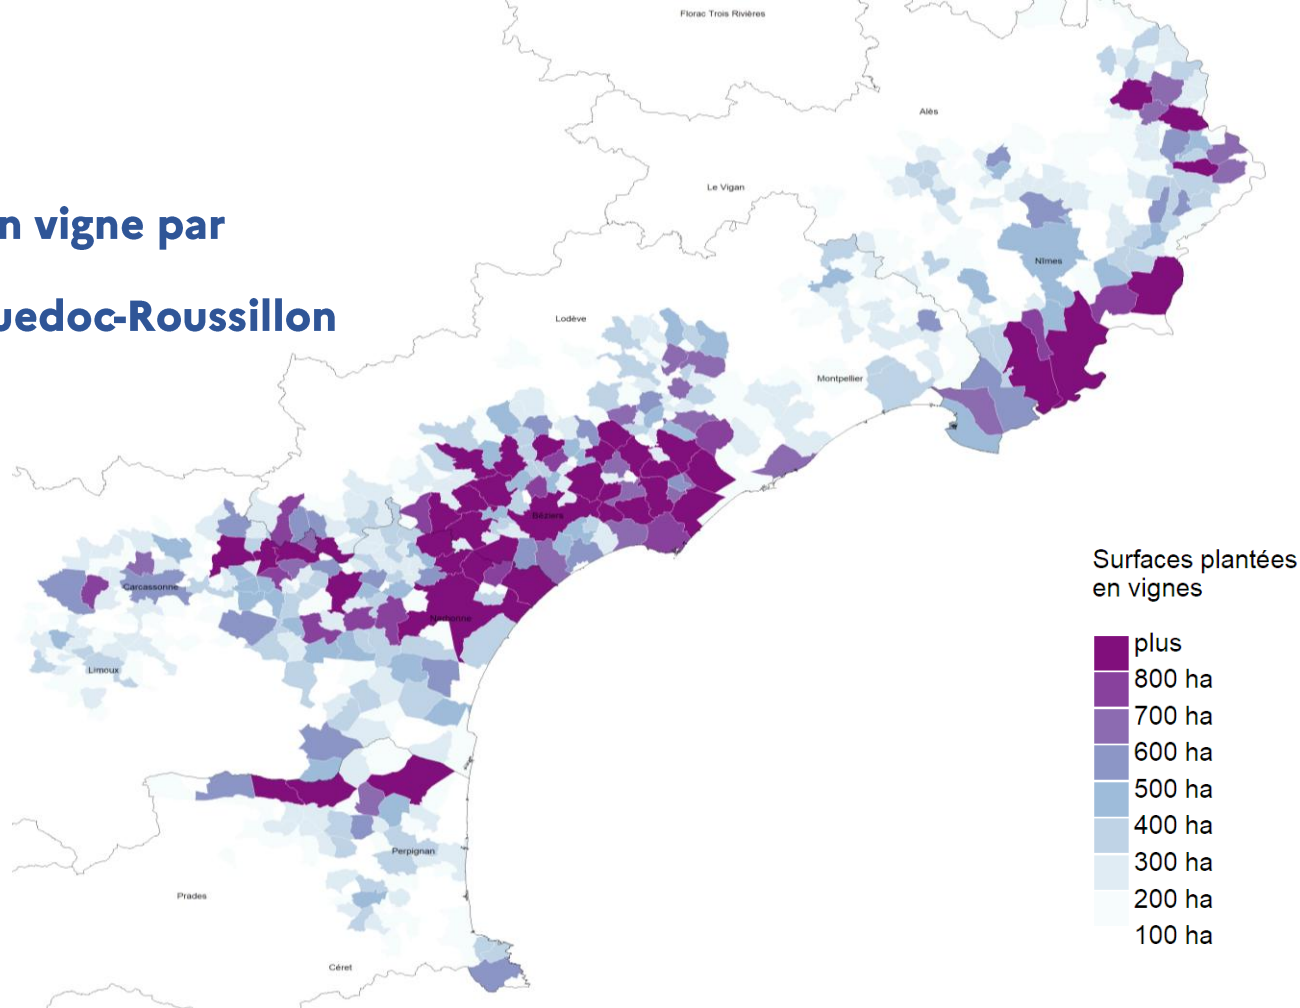 Florac Trois Rivières
Alès
Le Vigan
n vigne par
Nîmes
uedoc-Roussillon
Lodève
Montpellier
Béziers
Surfaces plantées
en vignes
Carcassonne
Narbonne
plus
Limoux
800 ha
700 ha
600 ha
500 ha
400 ha
Perpignan
300 ha
Prades
200 ha
100 ha
Céret